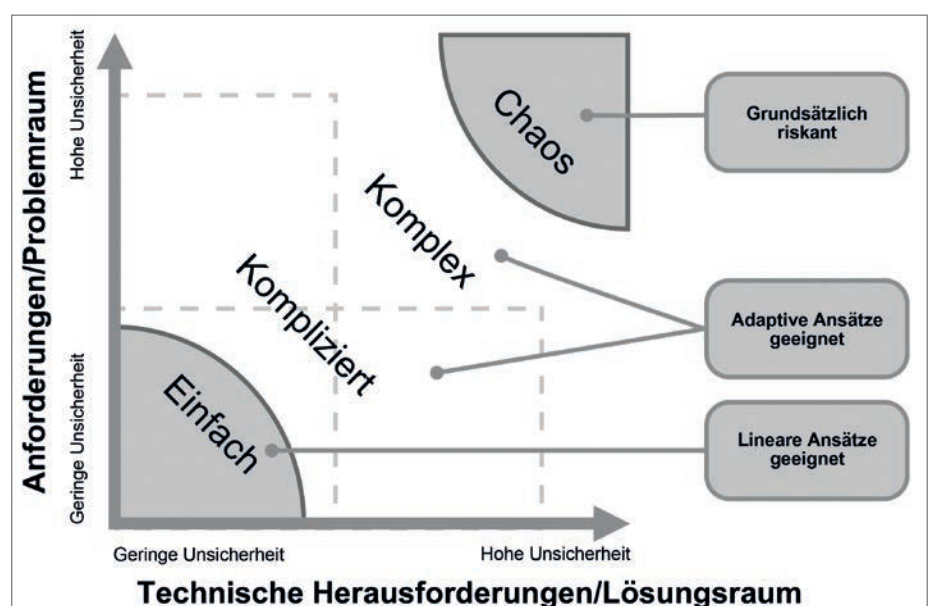 Anforderungen/Problemraum
Hohe Unsicherheit
Geringe Unsicherheit
Chaos
Komplex
Kompliziert
Einfach
Grundsätzlich
riskant
Adaptive Ansätze
geeignet
Lineare Ansätze
geeignet
Geringe Unsicherheit
Hohe Unsicherheit
Technische Herausforderungen/Lösungsraum